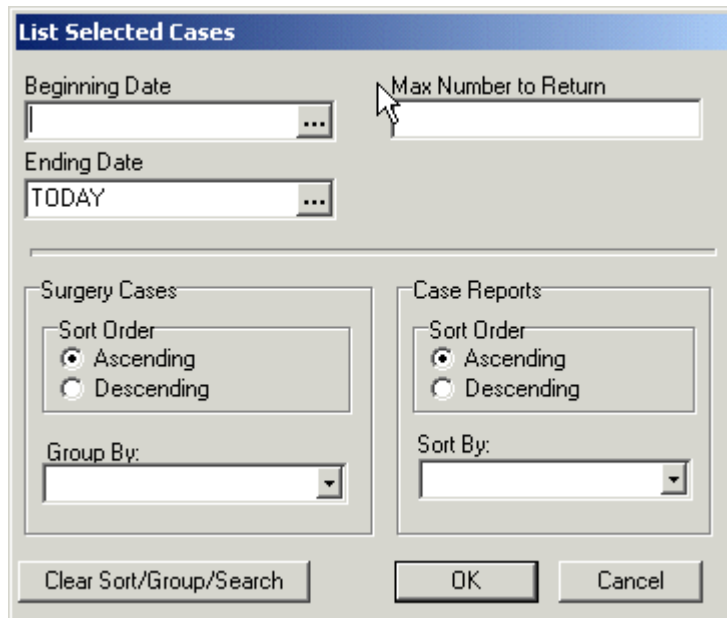 List Selected Cases
Beginning Date
Max Number to Return
...
Ending Date
TODAY
...
Surgery Cases
Case Reports
Sort Order
Sort Order
Ascending
Ascending
Descending
Descending
Group By:
Sort By:
Clear Sort/Group/Search
OK
Cancel